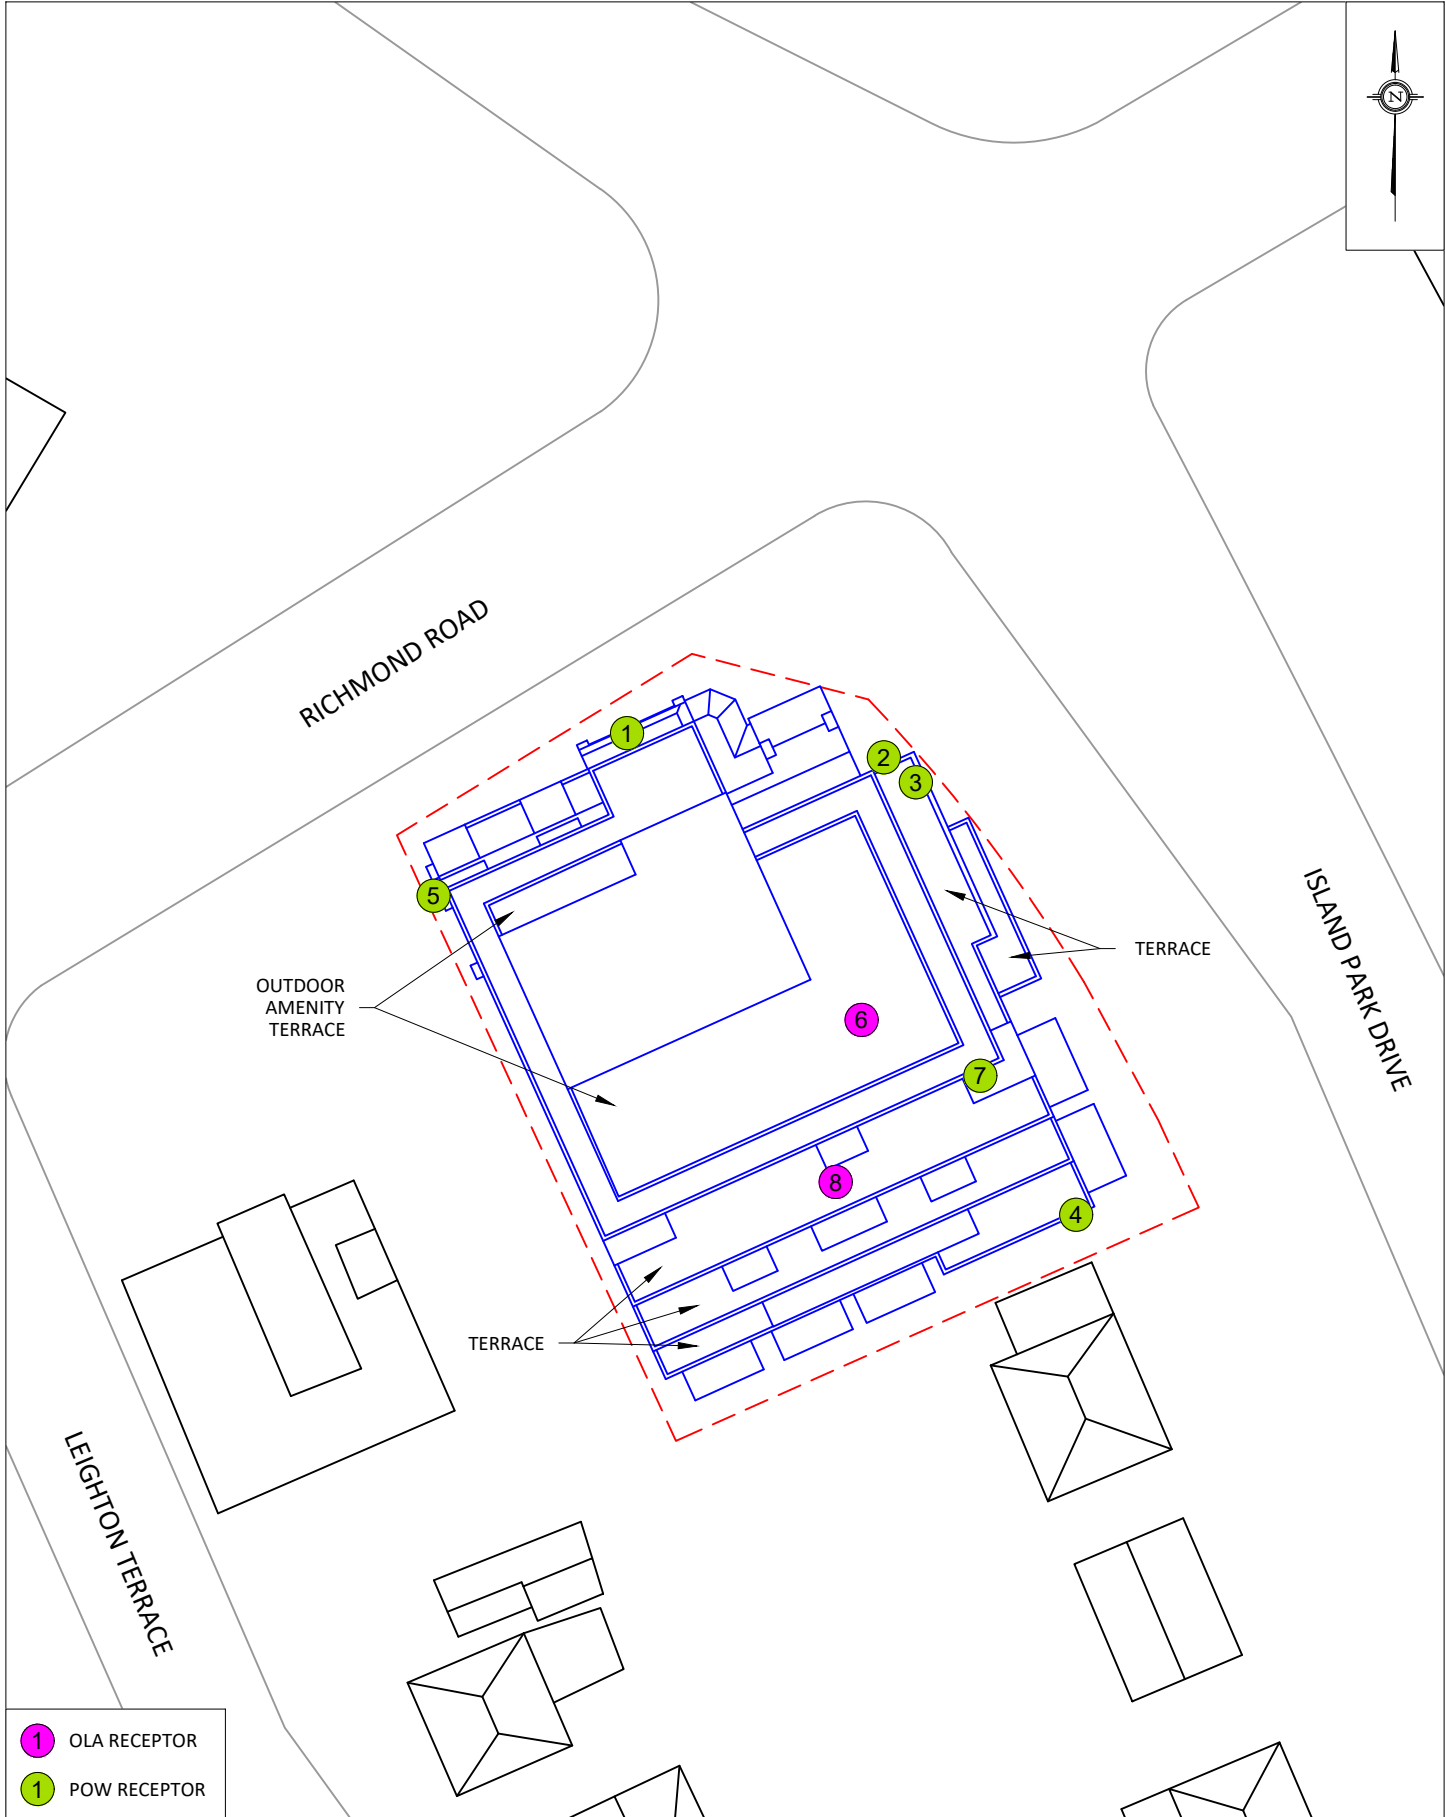 N
RICHMOND ROAD
1
2
3
5
ISLAND PARK DRIVE
TERRACE
OUTDOOR
AMENITY
TERRACE
6
7
8
4
TERRACE
LEIGHTON TERRACE
1 OLA RECEPTOR
1 POW RECEPTOR